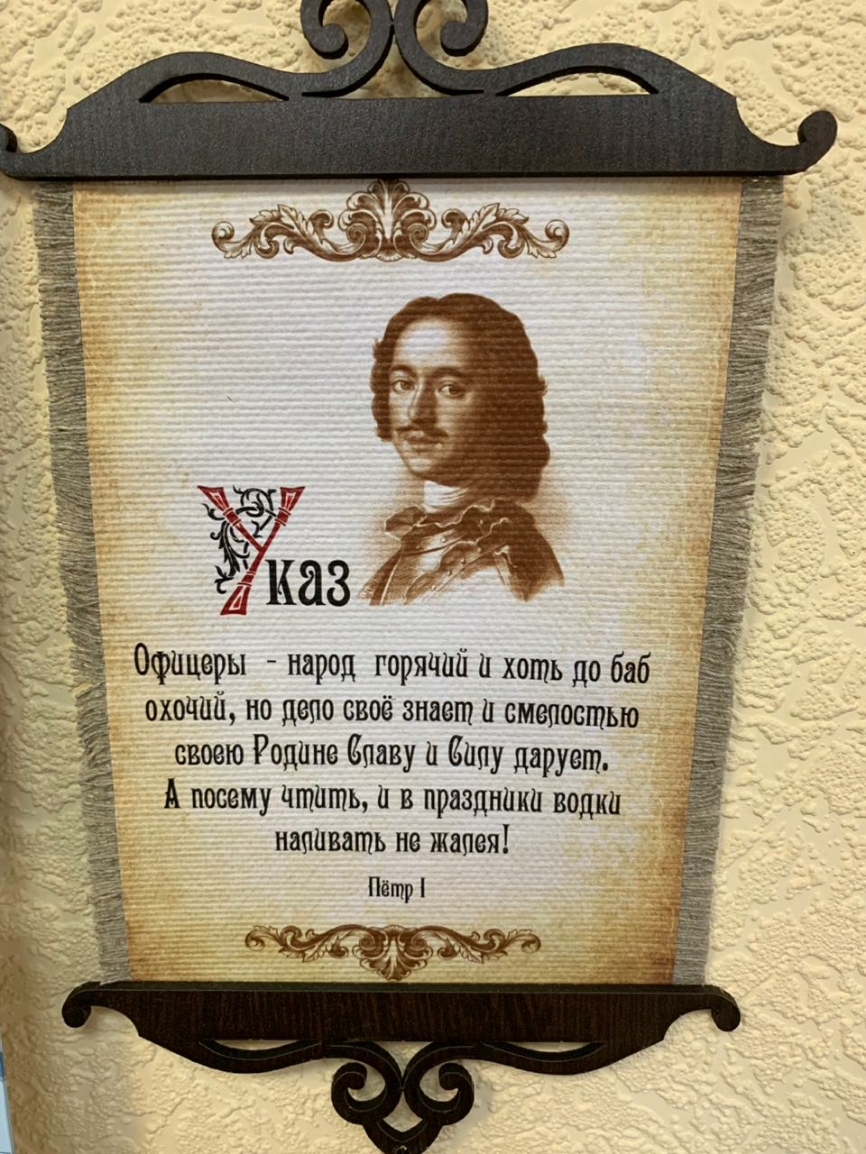 Указ
Офицеры - народ горячий и хоть до баб
охочий, но дело своё знает и смелостью
своею Родине Славу и Силу дарует.
А посему чтить, и в праздники водки
наливать не жалея!
Пётр I